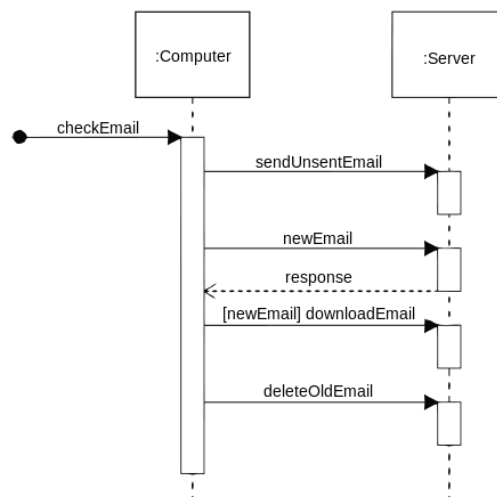 :Computer
:Server
checkEmail
sendUnsentEmail
newEmail
response
[newEmail] downloadEmail
deleteOldEmail